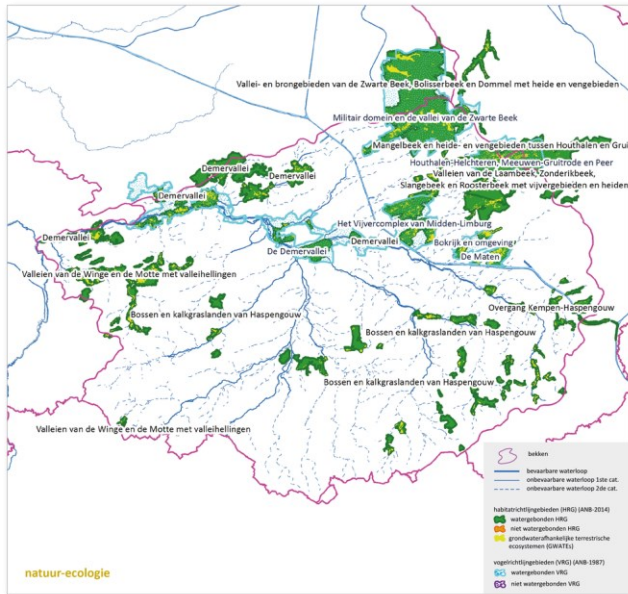 Vallei- en brongebieden van de Zwarte Beek, Bolisserbeek en Dommel met heide en vengebieden
Militair domein en de vallei van de Zwarte Beek
Mangelbeek en heide- en vengebieden tussen Houthalen en Grui
Houthalen-Helchteren, Meeuwen-Gruitrode en Peer
Demervallei
Demervallei
Valleien van de Laambeek, Zonderikbeek,
Slangebeek en Roosterbeek met vijvergebieden en heiden
Demervallei
Het Vijvercomplex van Midden-Limburg
Demervallei
Demervallei
Bokrijk en omgeving
De Demervallei
De Maten
Valleien van de Winge en de Motte met valleihellingen
Overgang Kempen-Haspengouw
Bossen en kalkgraslanden van Haspengouw
Bossen en kalkgraslanden van Haspengouw
Bossen en kalkgraslanden van Haspengouw
Valleien van de Winge en de Motte met valleihellingen
bekken
bevaarbare waterloop
onbevaarbare waterloop 1ste cat.
onbevaarbare waterloop 2de cat.
habitatrichtlijngebieden (HRG) (ANB-2014)
watergebonden HRG
niet watergebonden HRG
grondwaterafhankelijke terrestrische
ecosystemen (GWATEs)
vogelrichtlijngebieden (VRG) (ANB-1987)
watergebonden VRG
niet watergebonden VRG
natuur-ecologie